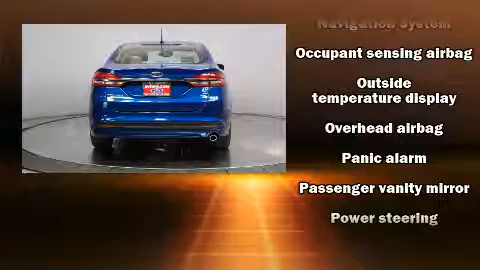 Navigation System
Occupant sensing airbag
Outside
temperature display
Overhead airbag
Panic alarm
Passenger vanity mirror
Power steering